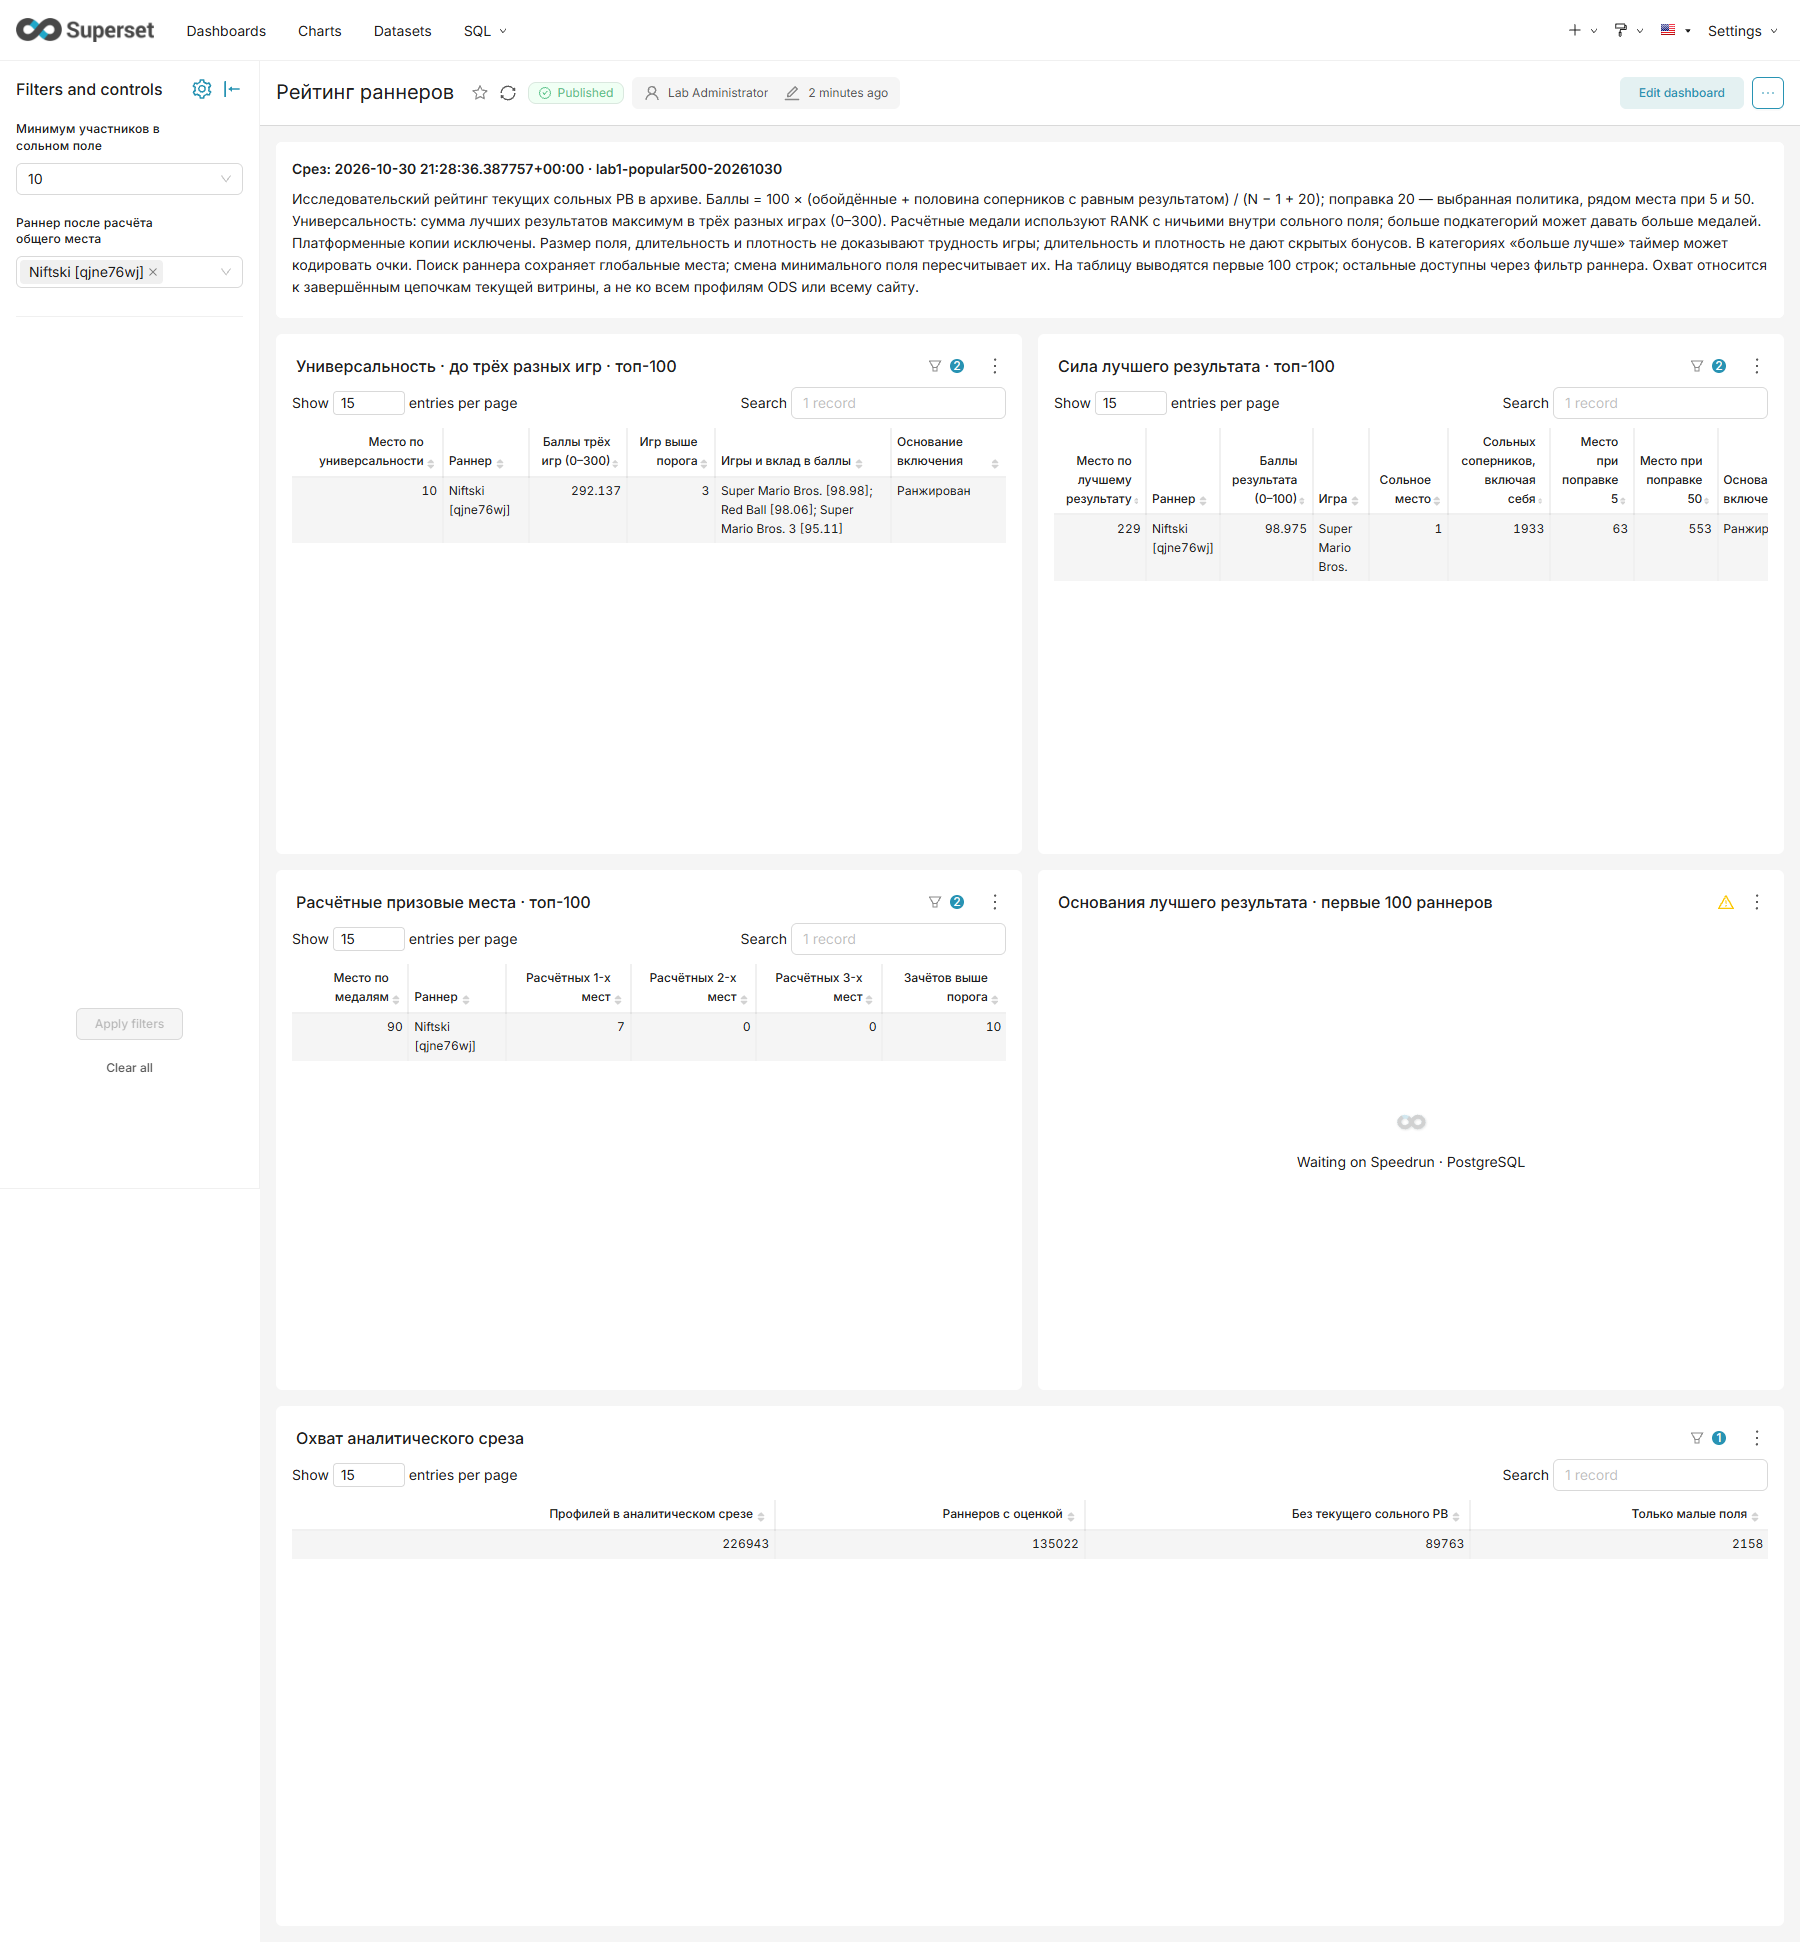 Superset
Dashboards
Charts
Datasets
SQL
Settings
Filters and controls
Минимум участников в
сольном поле
10
Раннер после расчёта
общего места
Niftski [qjne76wj]
Apply filters
Clear all
Рейтинг раннеров
Published
Lab Administrator
2 minutes ago
Edit dashboard
Срез: 2026-10-30 21:28:36.387757+00:00 · lab1-popular500-20261030
Исследовательский рейтинг текущих сольных PB в архиве. Баллы = 100 × (обойдённые + половина соперников с равным результатом) / (N − 1 + 20); поправка 20 — выбранная политика, рядом места при 5 и 50.
Универсальность: сумма лучших результатов максимум в трёх разных играх (0–300). Расчётные медали используют RANK с ничьими внутри сольного поля; больше подкатегорий может давать больше медалей.
Платформенные копии исключены. Размер поля, длительность и плотность не доказывают трудность игры; длительность и плотность не дают скрытых бонусов. В категориях «больше лучше» таймер может
кодировать очки. Поиск раннера сохраняет глобальные места; смена минимального поля пересчитывает их. На таблицу выводятся первые 100 строк; остальные доступны через фильтр раннера. Охват относится
к завершённым цепочкам текущей витрины, а не ко всем профилям ODS или всему сайту.
Универсальность · до трёх разных игр · топ-100
2
Show 15 entries per page
Search 1 record
Место по
универсальности
Раннер
Баллы трёх
игр (0–300)
Игр выше
порога
Игры и вклад в баллы
Основание
включения
10
Niftski
[qjne76wj]
292.137
3
Super Mario Bros. [98.98];
Red Ball [98.06]; Super
Mario Bros. 3 [95.11]
Ранжирован
Сила лучшего результата · топ-100
2
Show 15 entries per page
Search 1 record
Место по
лучшему
результату
Раннер
Баллы
результата
(0–100)
Игра
Сольное
место
Сольных
соперников,
включая
себя
Место
при
поправке
5
Место при
поправке
50
Основа
включе
229
Niftski
[qjne76wj]
98.975
Super
Mario
Bros.
1
1933
63
553
Ранжир
Расчётные призовые места · топ-100
2
Show 15 entries per page
Search 1 record
Место по
медалям
Раннер
Расчётных 1-х
мест
Расчётных 2-х
мест
Расчётных 3-х
мест
Зачётов выше
порога
90
Niftski
[qjne76wj]
7
0
0
10
Основания лучшего результата · первые 100 раннеров
Waiting on Speedrun · PostgreSQL
Охват аналитического среза
1
Show 15 entries per page
Search 1 record
Профилей в аналитическом срезе
Раннеров с оценкой
Без текущего сольного PB
Только малые поля
226943
135022
89763
2158